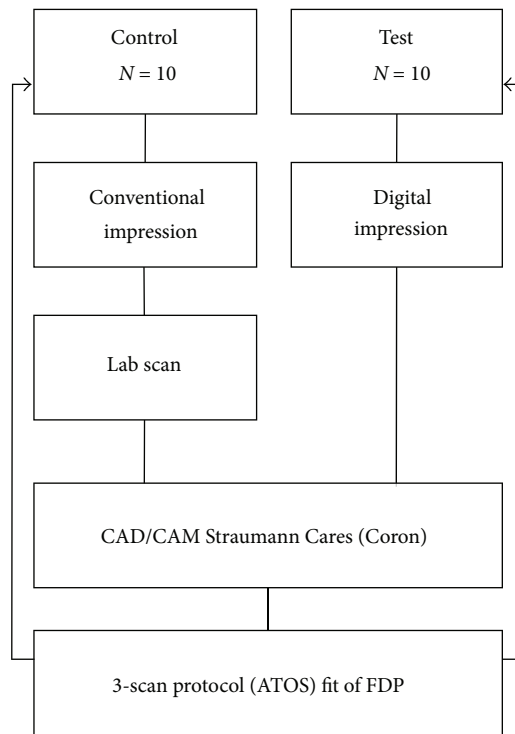 Control
N = 10
Test
N = 10
Conventional
impression
Digital
impression
Lab scan
CAD/CAM Straumann Cares (Coron)
3-scan protocol (ATOS) fit of FDP